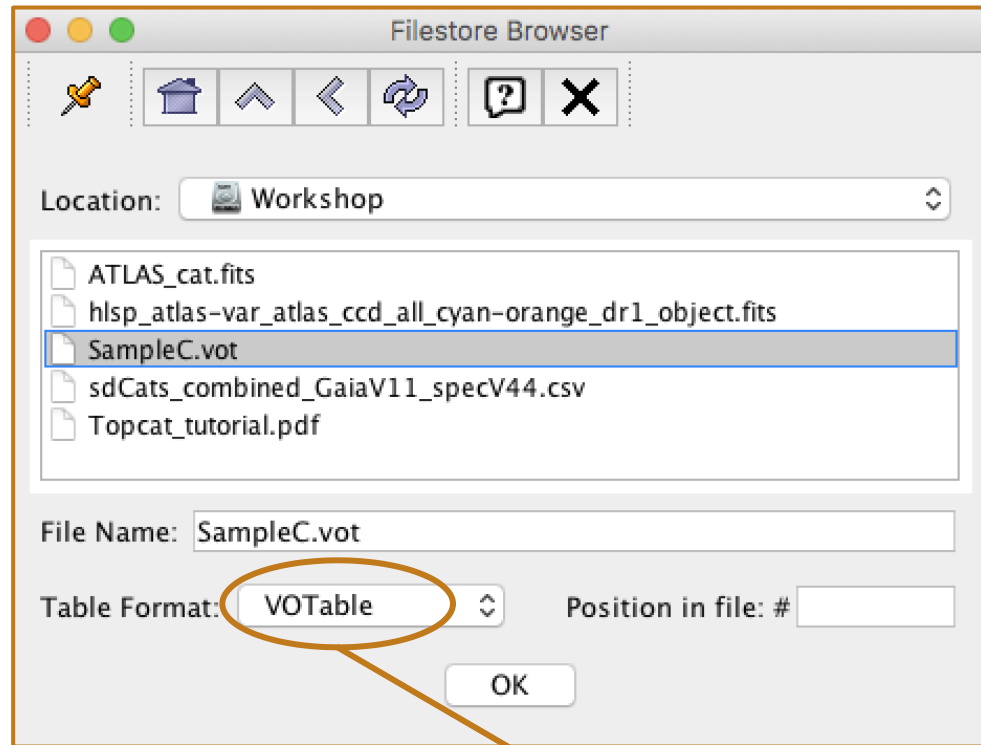 Filestore Browser
?
Location: Workshop
ATLAS_cat.fits
hlsp_atlas-var_atlas_ccd_all_cyan-orange_dr1_object.fits
SampleC.vot
sdCats_combined_GaiaV11_specV44.csv
Topcat_tutorial.pdf
File Name: SampleC.vot
Table Format: VOTable Position in file: #
OK